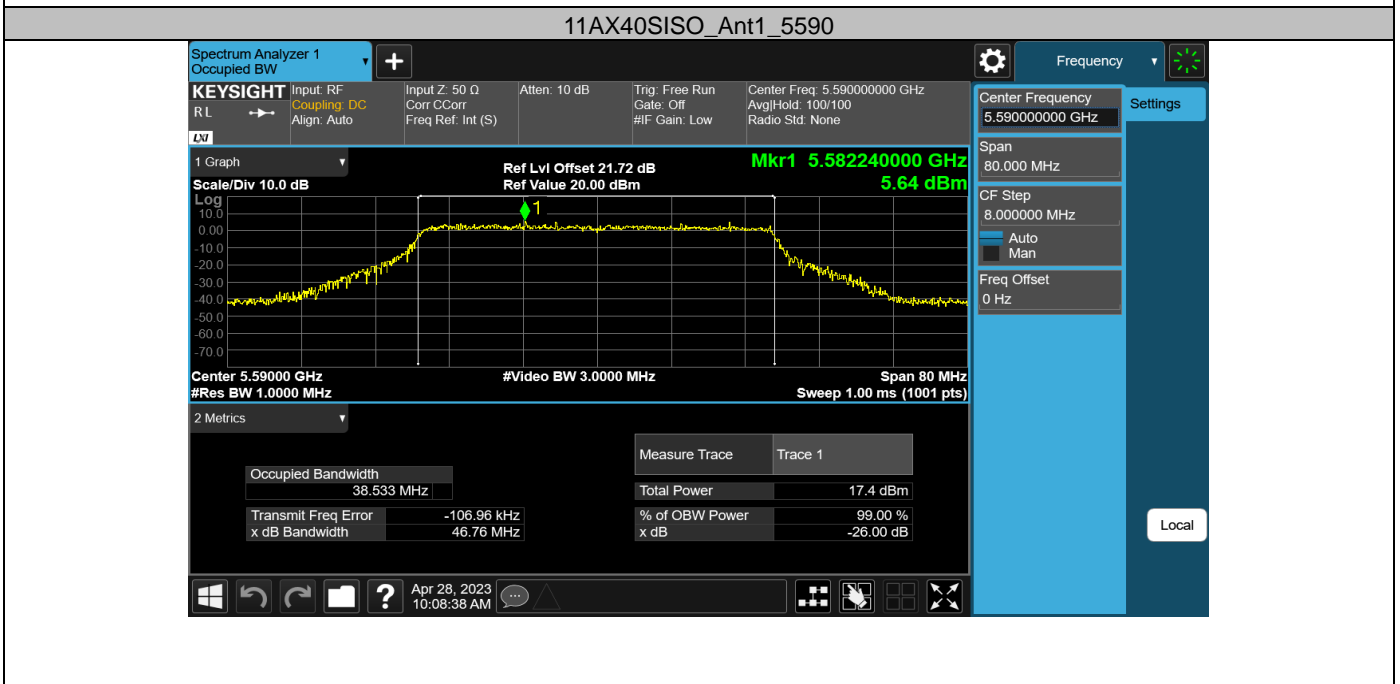 11AX40SISO_Ant1_5590
Spectrum Analyzer 1
Occupied BW
+
Frequency
KEYSIGHT
RL
LXI
Input: RF
Coupling: DC
Align: Auto
Input Z: 50 Ω
Corr CCorr
Freq Ref: Int (S)
Atten: 10 dB
Trig: Free Run
Gate: Off
#IF Gain: Low
Center Freq: 5.590000000 GHz
Avg|Hold: 100/100
Radio Std: None
Center Frequency
5.590000000 GHz
Settings
Span
80.000 MHz
CF Step
8.000000 MHz
Auto
Man
Freq Offset
0 Hz
Local
1 Graph
Scale/Div 10.0 dB
Ref Lvl Offset 21.72 dB
Ref Value 20.00 dBm
Mkr1 5.582240000 GHz
5.64 dBm
Log
10.0
0.00
-10.0
-20.0
-30.0
-40.0
-50.0
-60.0
-70.0
1
Center 5.59000 GHz
#Res BW 1.0000 MHz
#Video BW 3.0000 MHz
Span 80 MHz
Sweep 1.00 ms (1001 pts)
2 Metrics
Measure Trace Trace 1
Occupied Bandwidth
38.533 MHz
Total Power 17.4 dBm
Transmit Freq Error -106.96 kHz
% of OBW Power 99.00 %
x dB Bandwidth 46.76 MHz
x dB -26.00 dB
?
Apr 28, 2023
10:08:38 AM